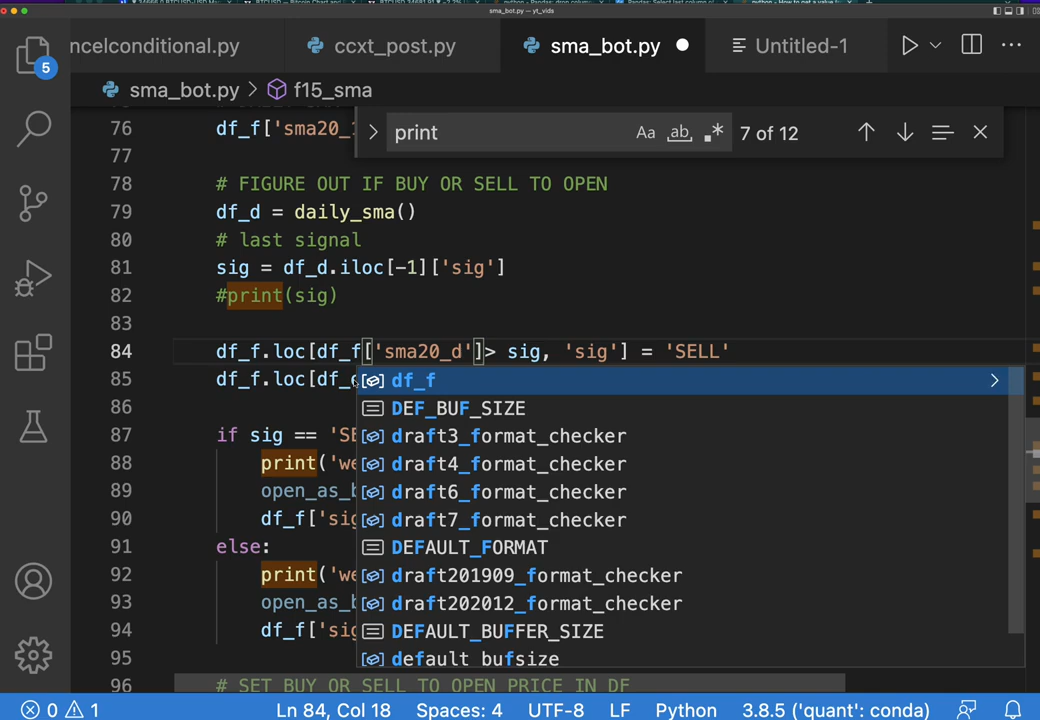 sma_bot.py — yt_vids
ncelconditional.py ccxt_post.py sma_bot.py Untitled-1
5
sma_bot.py > f15_sma
print Aa ab 7 of 12
76 df_f['sma20_
77
78 # FIGURE OUT IF BUY OR SELL TO OPEN
79 df_d = daily_sma()
80 # last signal
81 sig = df_d.iloc[-1]['sig']
82 #print(sig)
83
84 df_f.loc[df_f['sma20_d']> sig, 'sig'] = 'SELL'
85 df_f.loc[df_
df_f
86
DEF_BUF_SIZE
87 if sig == 'SE
draft3_format_checker
88 print('we
draft4_format_checker
89 open_as_b
draft6_format_checker
90 df_f['sig
draft7_format_checker
91 else:
DEFAULT_FORMAT
92 print('we
draft201909_format_checker
93 open_as_b
draft202012_format_checker
94 df_f['sig
DEFAULT_BUFFER_SIZE
95
default bufsize
96 # SET BUY OR SELL TO OPEN PRICE IN DF
0 1 Ln 84, Col 18 Spaces: 4 UTF-8 LF Python 3.8.5 ('quant': conda)